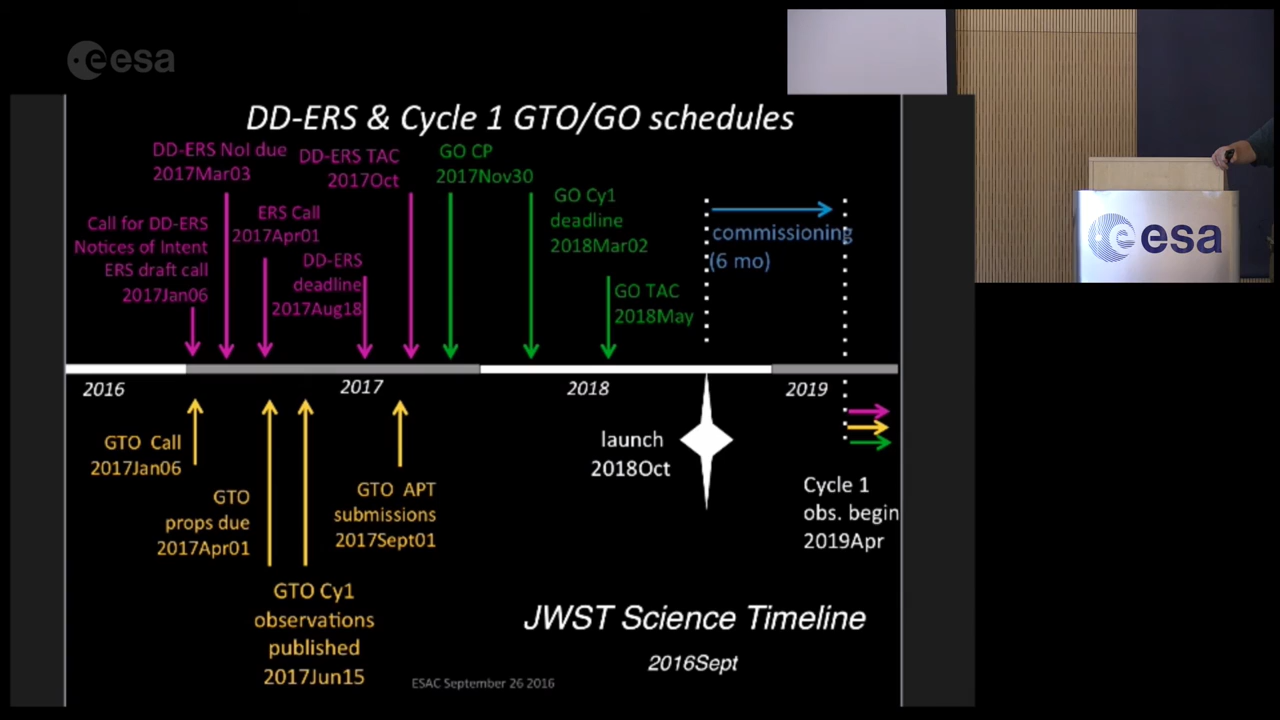 esa
DD-ERS & Cycle 1 GTO/GO schedules
DD-ERS NoI due
2017Mar03
DD-ERS TAC
2017Oct
GO CP
2017Nov30
Call for DD-ERS
Notices of Intent
ERS draft call
2017Jan06
ERS Call
2017Apr01
DD-ERS
deadline
2017Aug18
GO Cy1
deadline
2018Mar02
GO TAC
2018May
commissioning
(6 mo)
esa
2016
2017
2018
2019
GTO Call
2017Jan06
GTO
props due
2017Apr01
GTO Cy1
observations
published
2017Jun15
GTO APT
submissions
2017Sept01
launch
2018Oct
Cycle 1
obs. begin
2019Apr
JWST Science Timeline
2016Sept
ESAC September 26 2016